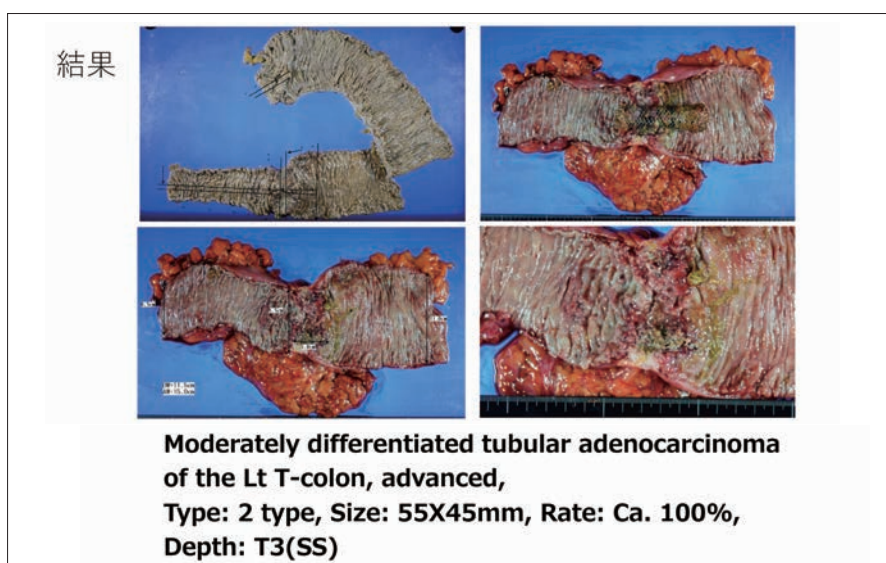 結果
Moderately differentiated tubular adenocarcinoma
of the Lt T-colon, advanced,
Type: 2 type, Size: 55X45mm, Rate: Ca. 100%,
Depth: T3(SS)